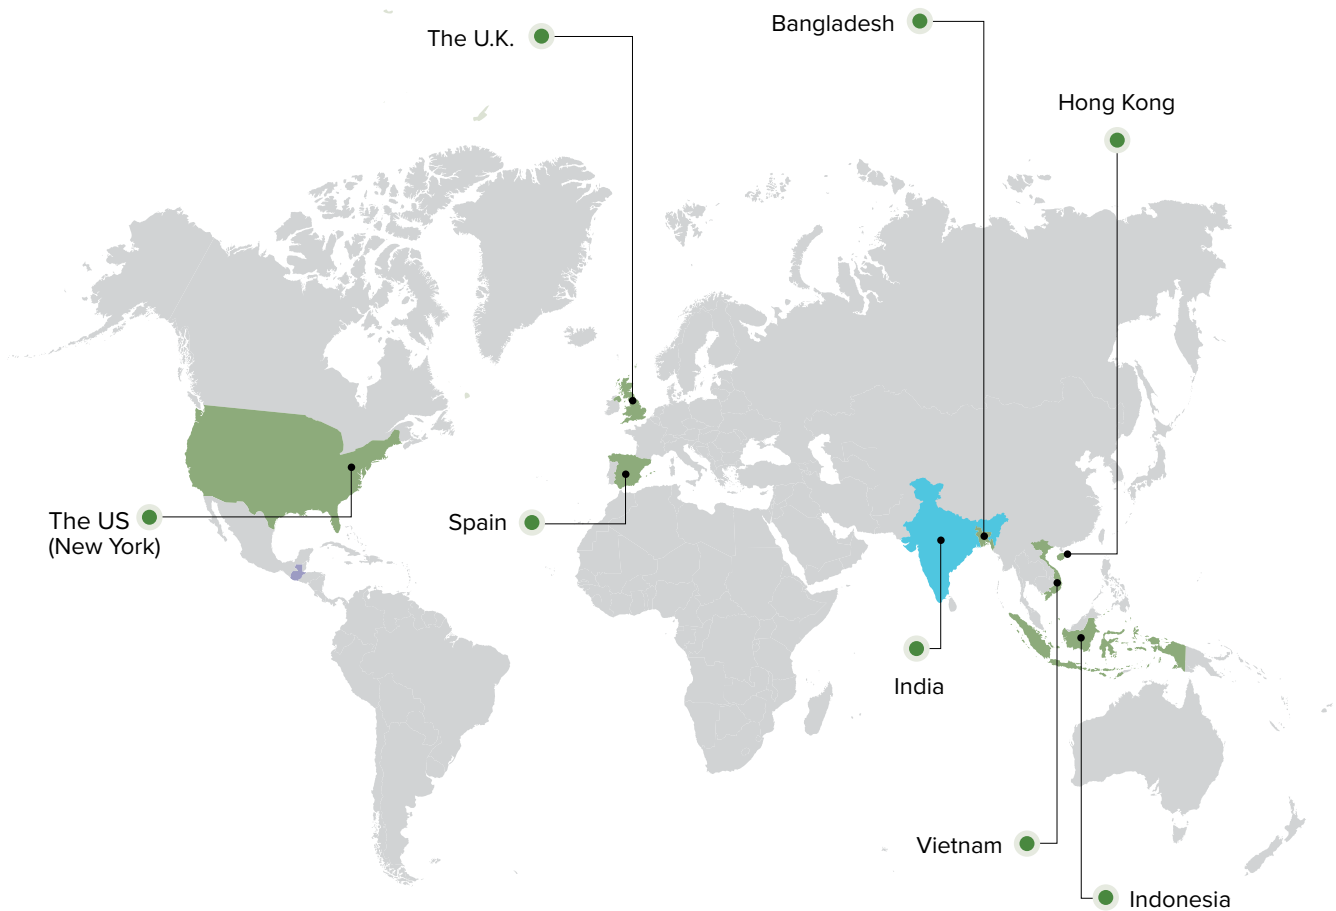 Bangladesh
The U.K.
Hong Kong
The US
(New York)
Spain
India
Vietnam
Indonesia